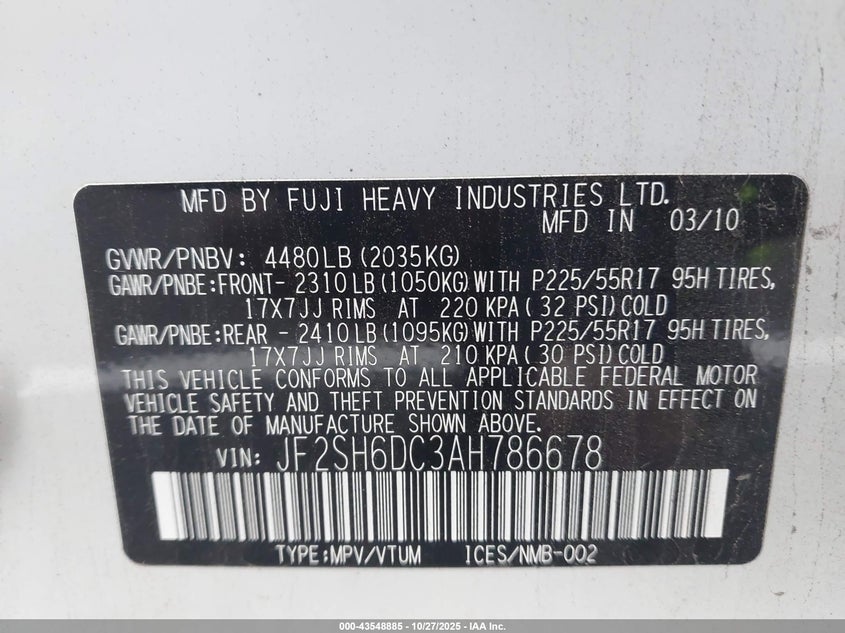 MFD BY FUJI HEAVY INDUSTRIES LTD.
MFD IN 03/10
GVWR/PNBV: 4480LB (2035KG)
GAWR/PNBE:FRONT- 2310LB (1050KG) WITH P225/55R17 95H TIRES,
17X7JJ RIMS AT 220 KPA ( 32 PSI) COLD
GAWR/PNBE:REAR - 2410LB (1095KG) WITH P225/55R17 95H TIRES,
17X7JJ RIMS AT 210 KPA ( 30 PSI) COLD
THIS VEHICLE CONFORMS TO ALL APPLICABLE FEDERAL MOTOR
VEHICLE SAFETY AND THEFT PREVENTION STANDARDS IN EFFECT ON
THE DATE OF MANUFACTURE SHOWN ABOVE.
VIN: JF2SH6DC3AH786678
TYPE:MPV/VTUM ICES/NMB-002
000-43548885 - 10/27/2025 - IAA Inc.